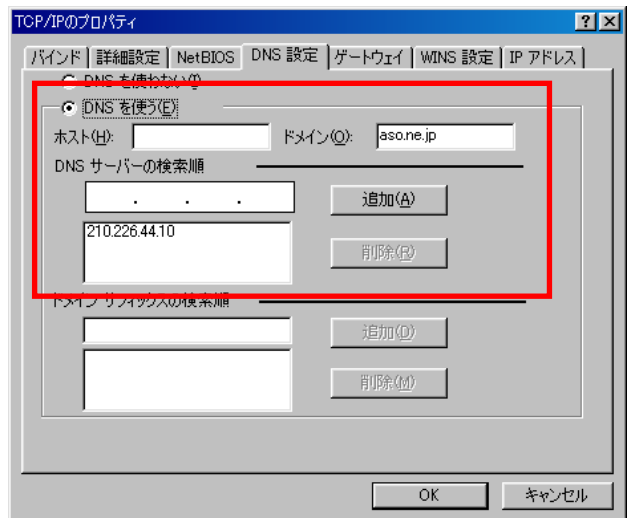 TCP/IPのプロパティ
バインド 詳細設定 NetBIOS DNS 設定 ゲートウェイ WINS 設定 IP アドレス
DNS を使わない(I)
DNS を使う(E)
ホスト(H): ドメイン(O): aso.ne.jp
DNS サーバーの検索順
. . . 追加(A)
210.226.44.10
削除(R)
ドメイン サフィックスの検索順
追加(D)
削除(M)
OK キャンセル